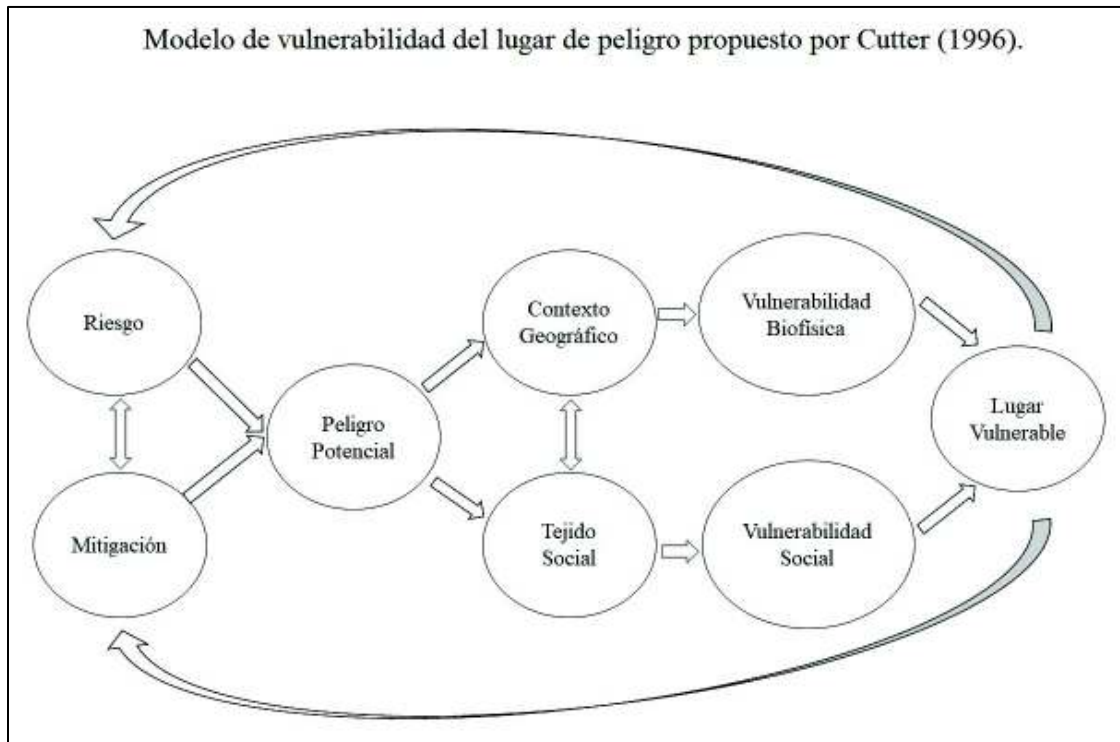 Modelo de vulnerabilidad del lugar de peligro propuesto por Cutter (1996).
Riesgo
Mitigación
Peligro
Potencial
Contexto
Geográfico
Tejido
Social
Vulnerabilidad
Biofísica
Vulnerabilidad
Social
Lugar
Vulnerable